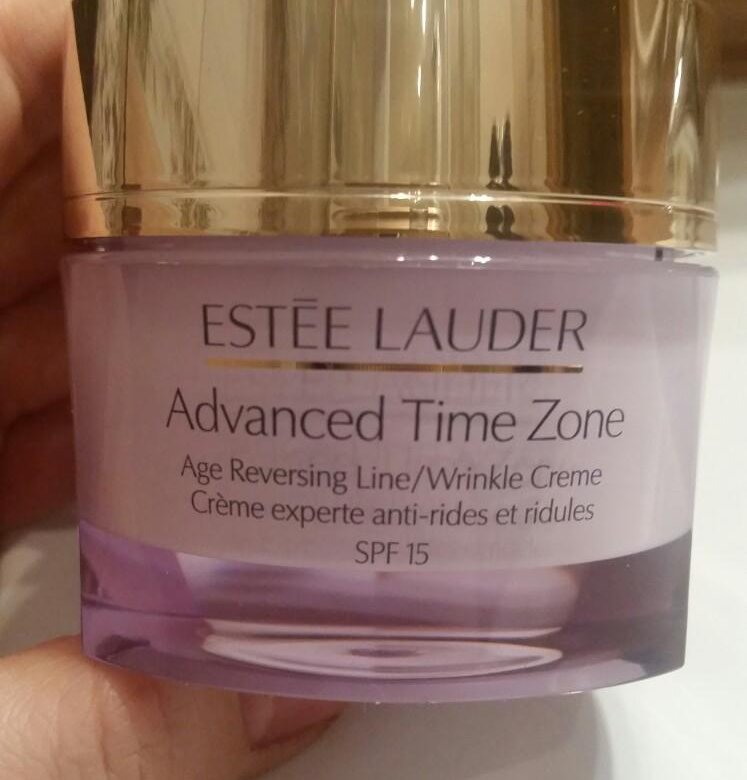 ESTĒE LAUDER
Advanced Time Zone
Age Reversing Line/Wrinkle Creme
Crème experte anti-rides et ridules
SPF 15